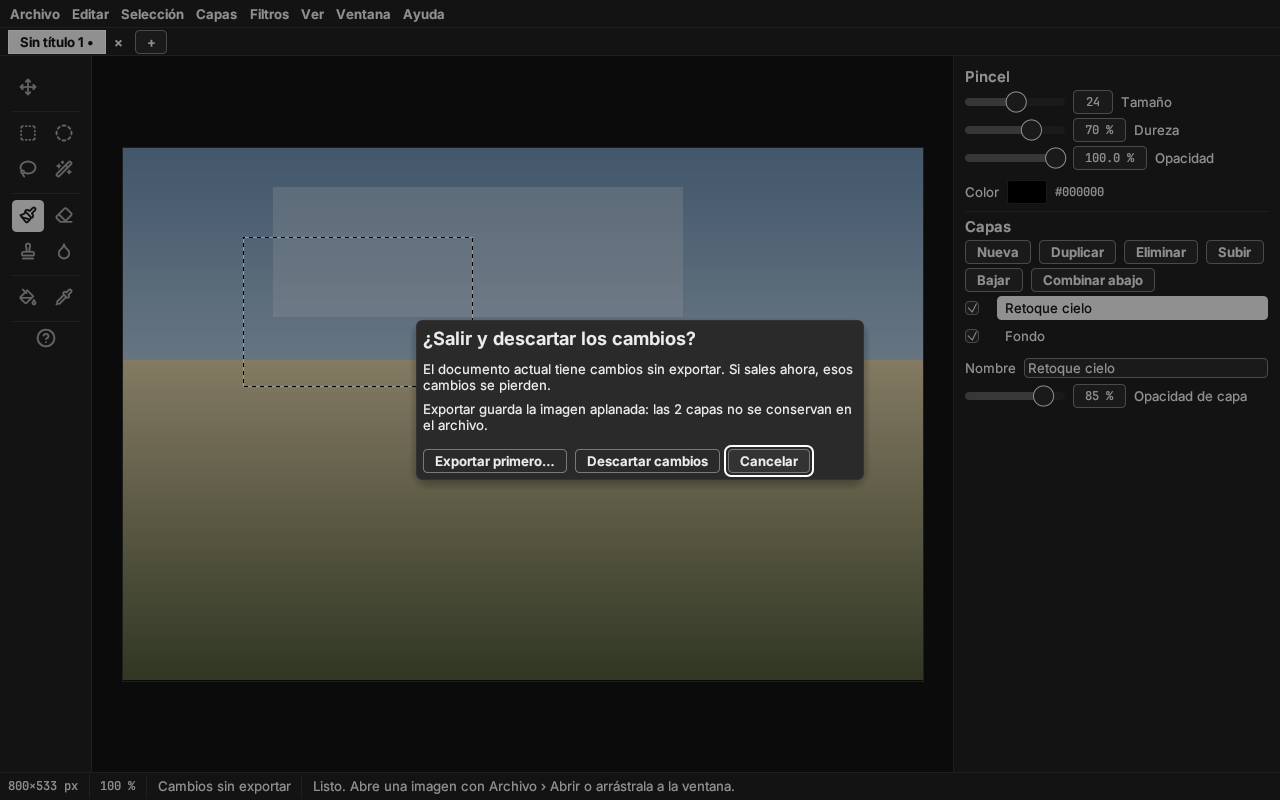 Archivo Editar Selección Capas Filtros Ver Ventana Ayuda
Sin título 1 • × +
Pincel
24 Tamaño
70 % Dureza
100.0 % Opacidad
Color #000000
Capas
Nueva Duplicar Eliminar Subir
Bajar Combinar abajo
Retoque cielo
Fondo
Nombre Retoque cielo
85 % Opacidad de capa
¿Salir y descartar los cambios?
El documento actual tiene cambios sin exportar. Si sales ahora, esos
cambios se pierden.
Exportar guarda la imagen aplanada: las 2 capas no se conservan en
el archivo.
Exportar primero... Descartar cambios Cancelar
800×533 px 100 % Cambios sin exportar Listo. Abre una imagen con Archivo › Abrir o arrástrala a la ventana.